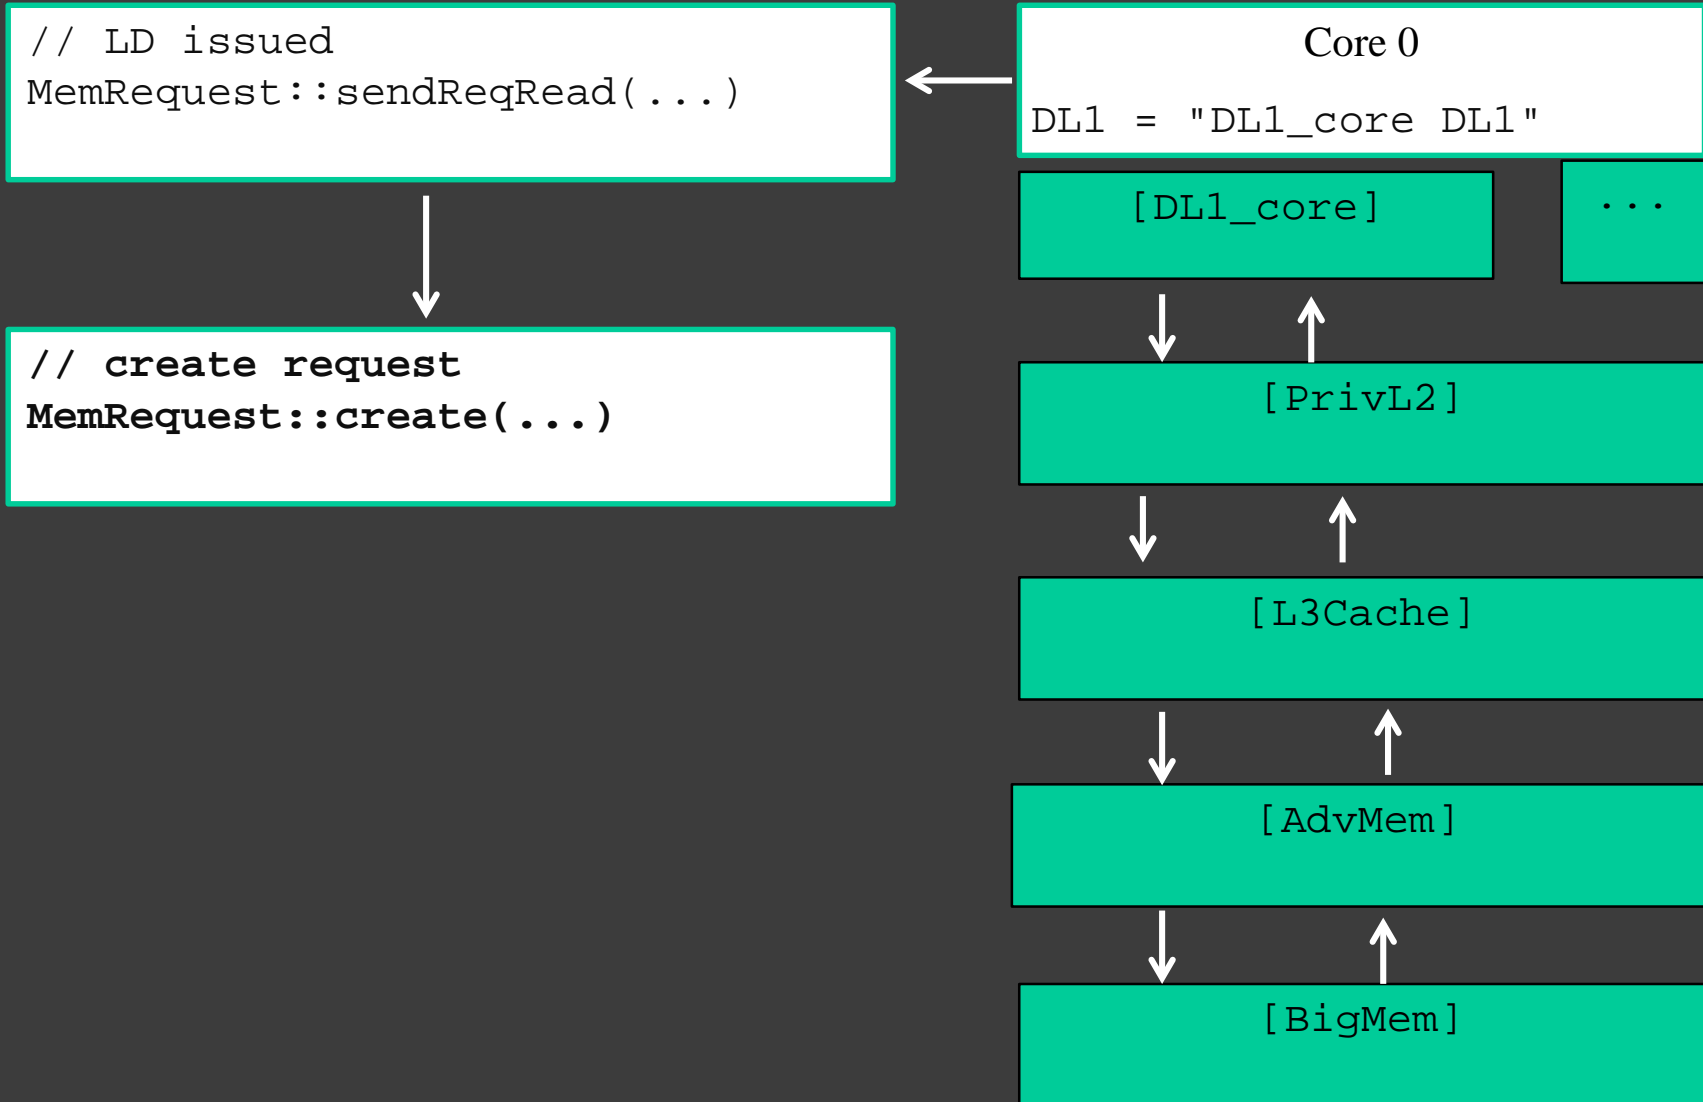 // LD issued
MemRequest::sendReqRead(...)
// create request
MemRequest::create(...)
Core 0
DL1 = "DL1_core DL1"
[DL1_core]
...
[PrivL2]
[L3Cache]
[AdvMem]
[BigMem]